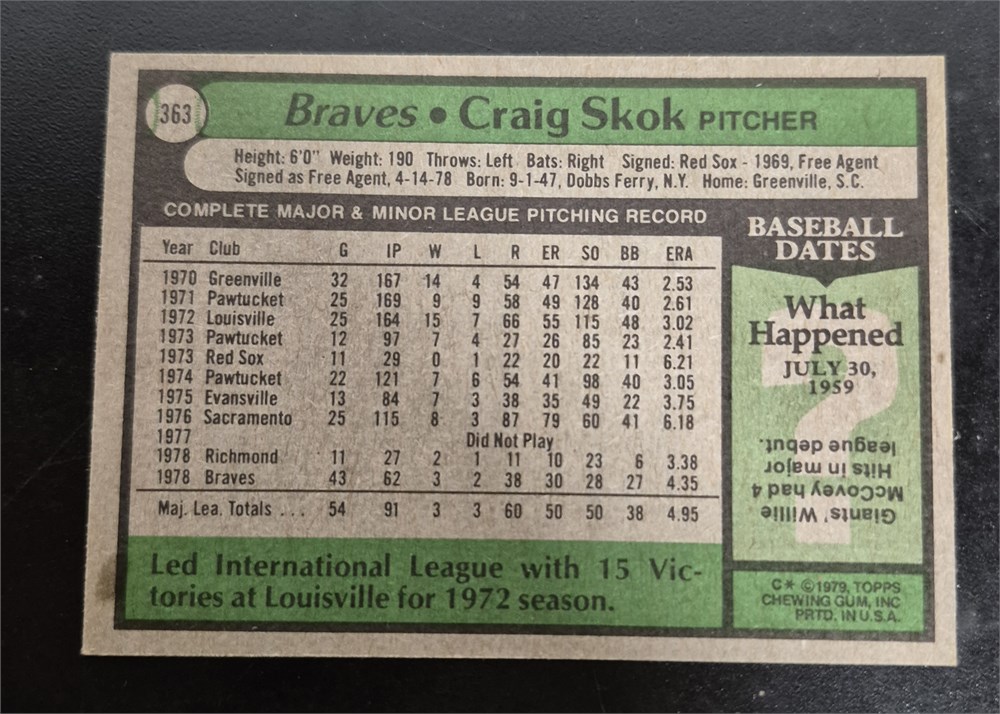 363
Braves • Craig Skok PITCHER
Height: 6'0" Weight: 190 Throws: Left Bats: Right Signed: Red Sox - 1969, Free Agent
Signed as Free Agent, 4-14-78 Born: 9-1-47, Dobbs Ferry, N.Y. Home: Greenville, S.C.
COMPLETE MAJOR & MINOR LEAGUE PITCHING RECORD
Year Club G IP W L R ER SO BB ERA
1970 Greenville 32 167 14 4 54 47 134 43 2.53
1971 Pawtucket 25 169 9 9 58 49 128 40 2.61
1972 Louisville 25 164 15 7 66 55 115 48 3.02
1973 Pawtucket 12 97 7 4 27 26 85 23 2.41
1973 Red Sox 11 29 0 1 22 20 22 11 6.21
1974 Pawtucket 22 121 7 6 54 41 98 40 3.05
1975 Evansville 13 84 7 3 38 35 49 22 3.75
1976 Sacramento 25 115 8 3 87 79 60 41 6.18
1977 Did Not Play
1978 Richmond 11 27 2 1 11 10 23 6 3.38
1978 Braves 43 62 3 2 38 30 28 27 4.35
Maj. Lea. Totals . . . 54 91 3 3 60 50 50 38 4.95
Led International League with 15 Vic-
tories at Louisville for 1972 season.
BASEBALL
DATES
What
Happened
JULY 30,
1959
?
Giants' Willie
McCovey had 4
Hits in major
league debut.
C* ©1979, TOPPS
CHEWING GUM, INC
PRTD. IN U.S.A.